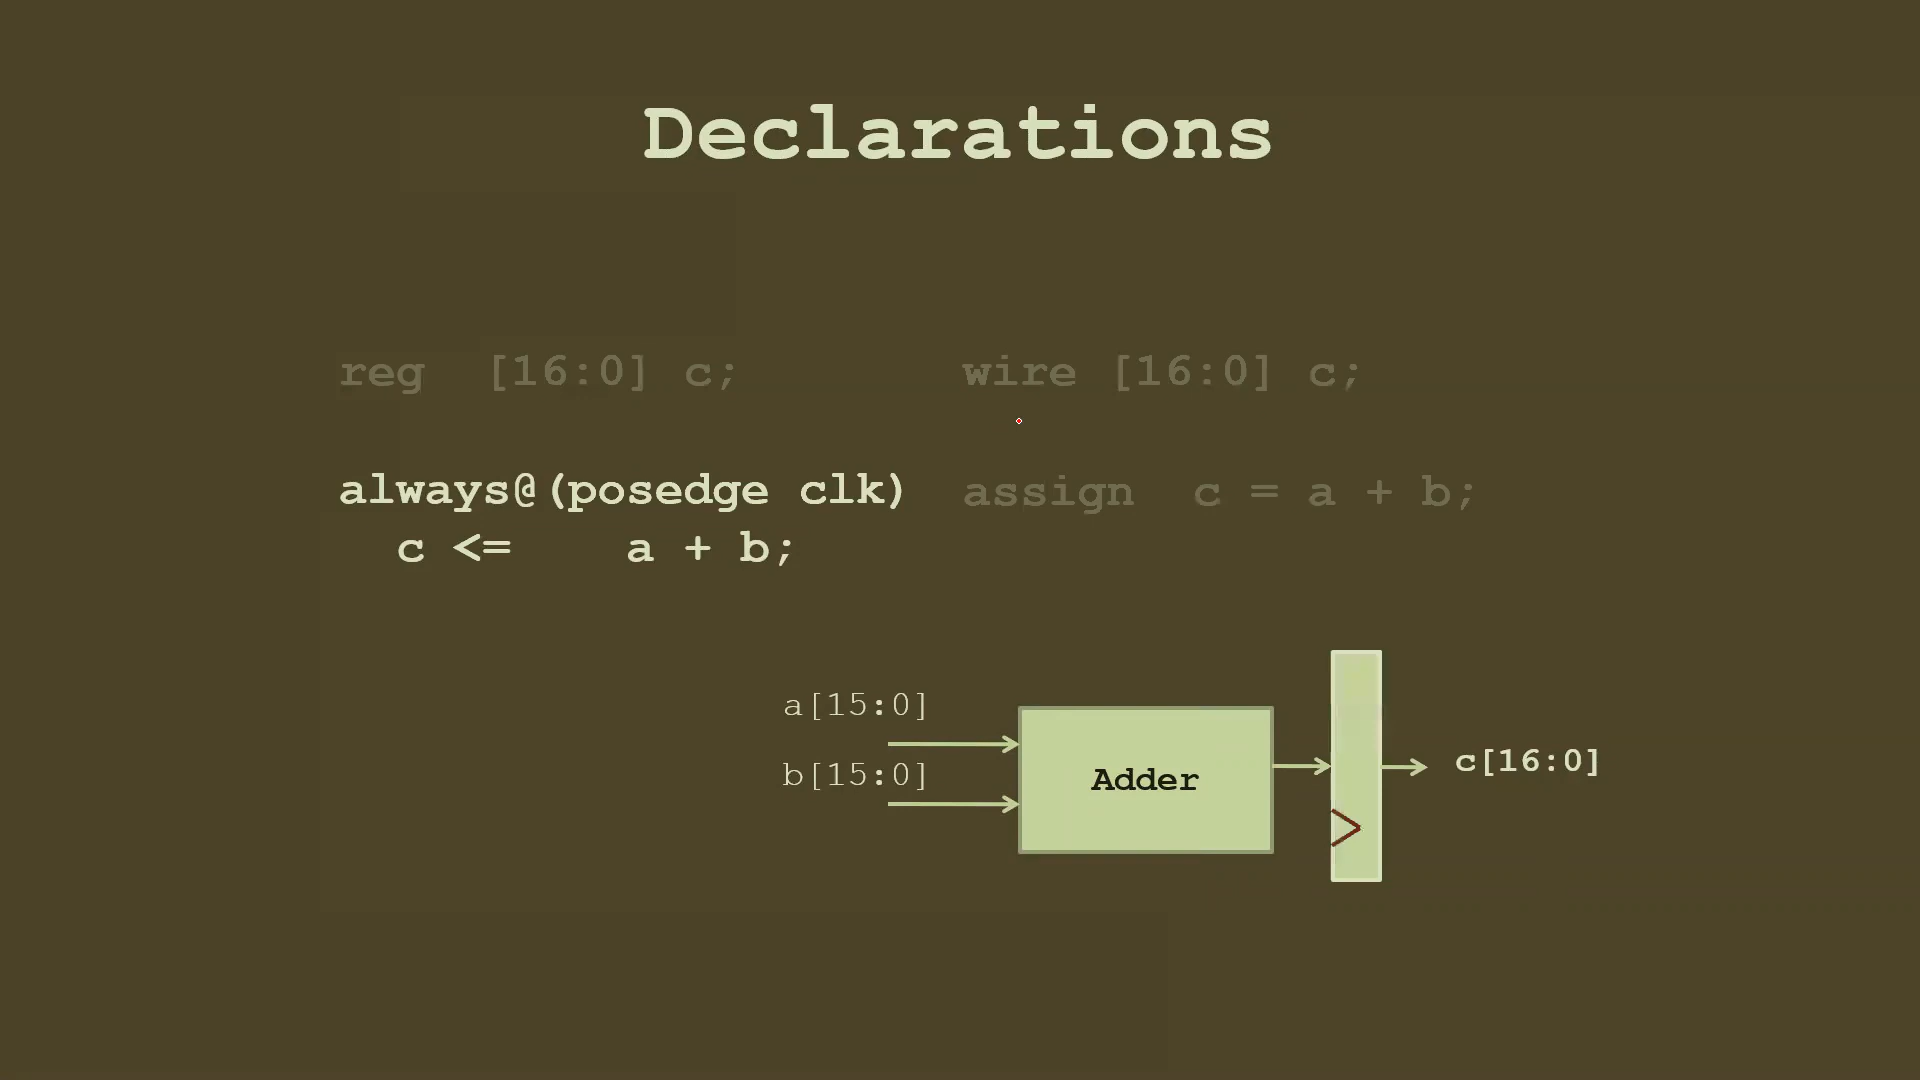 Declarations
reg [16:0] c;
wire [16:0] c;
always@(posedge clk)
c <= a + b;
assign c = a + b;
a[15:0]
b[15:0]
Adder
c[16:0]